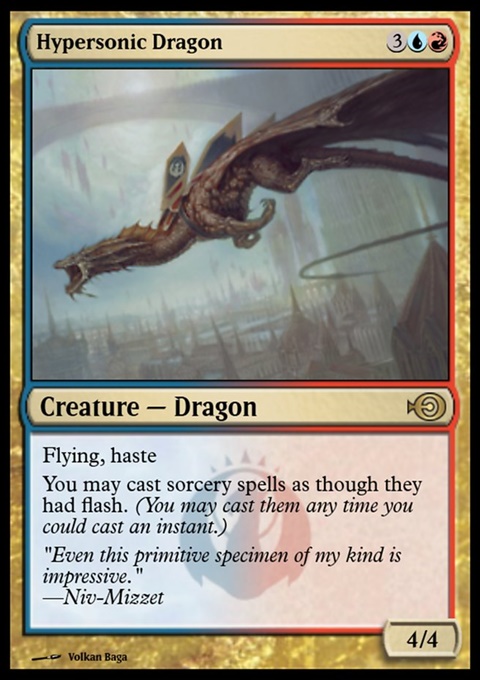 Hypersonic Dragon
3
Creature — Dragon
Flying, haste
You may cast sorcery spells as though they
had flash. (You may cast them any time you
could cast an instant.)
"Even this primitive specimen of my kind is
impressive."
—Niv-Mizzet
4/4
Volkan Baga